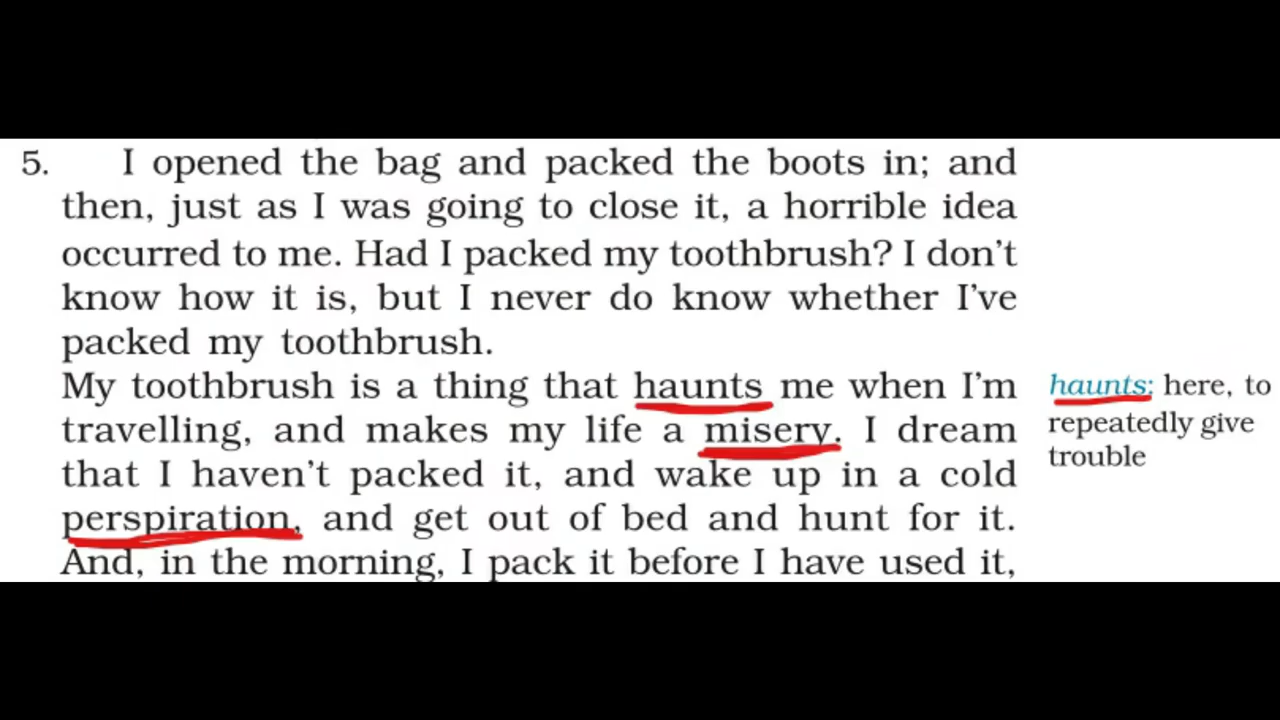 5. I opened the bag and packed the boots in; and
then, just as I was going to close it, a horrible idea
occurred to me. Had I packed my toothbrush? I don't
know how it is, but I never do know whether I've
packed my toothbrush.
My toothbrush is a thing that haunts me when I'm
travelling, and makes my life a misery. I dream
that I haven't packed it, and wake up in a cold
perspiration, and get out of bed and hunt for it.
And, in the morning, I pack it before I have used it,
haunts: here, to
repeatedly give
trouble